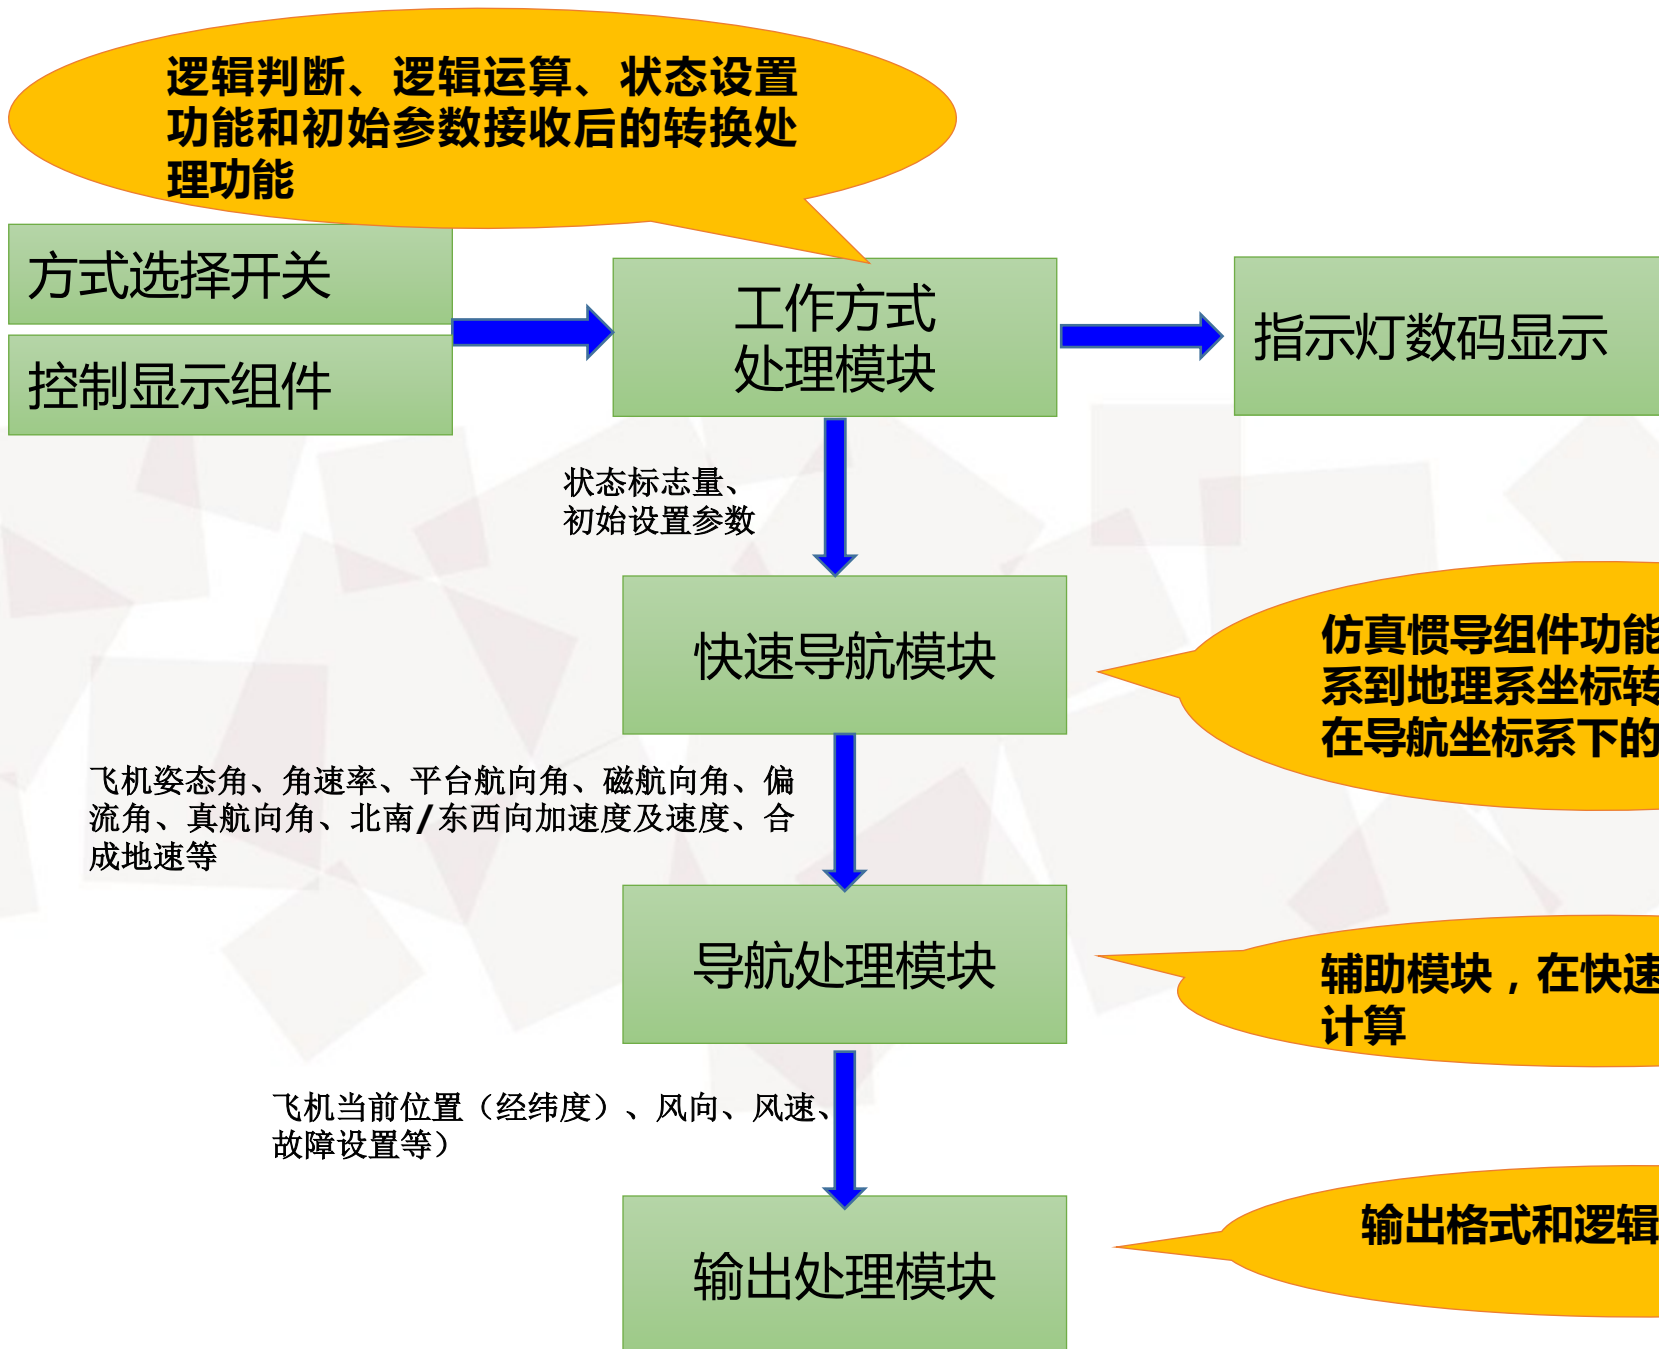 逻辑判断、逻辑运算、状态设置
功能和初始参数接收后的转换处
理功能
方式选择开关
控制显示组件
工作方式
处理模块
指示灯数码显示
状态标志量、
初始设置参数
快速导航模块
仿真惯导组件功能
系到地理系坐标转
在导航坐标系下的
飞机姿态角、角速率、平台航向角、磁航向角、偏
流角、真航向角、北南/东西向加速度及速度、合
成地速等
导航处理模块
辅助模块，在快速
计算
飞机当前位置（经纬度）、风向、风速、
故障设置等）
输出处理模块
输出格式和逻辑